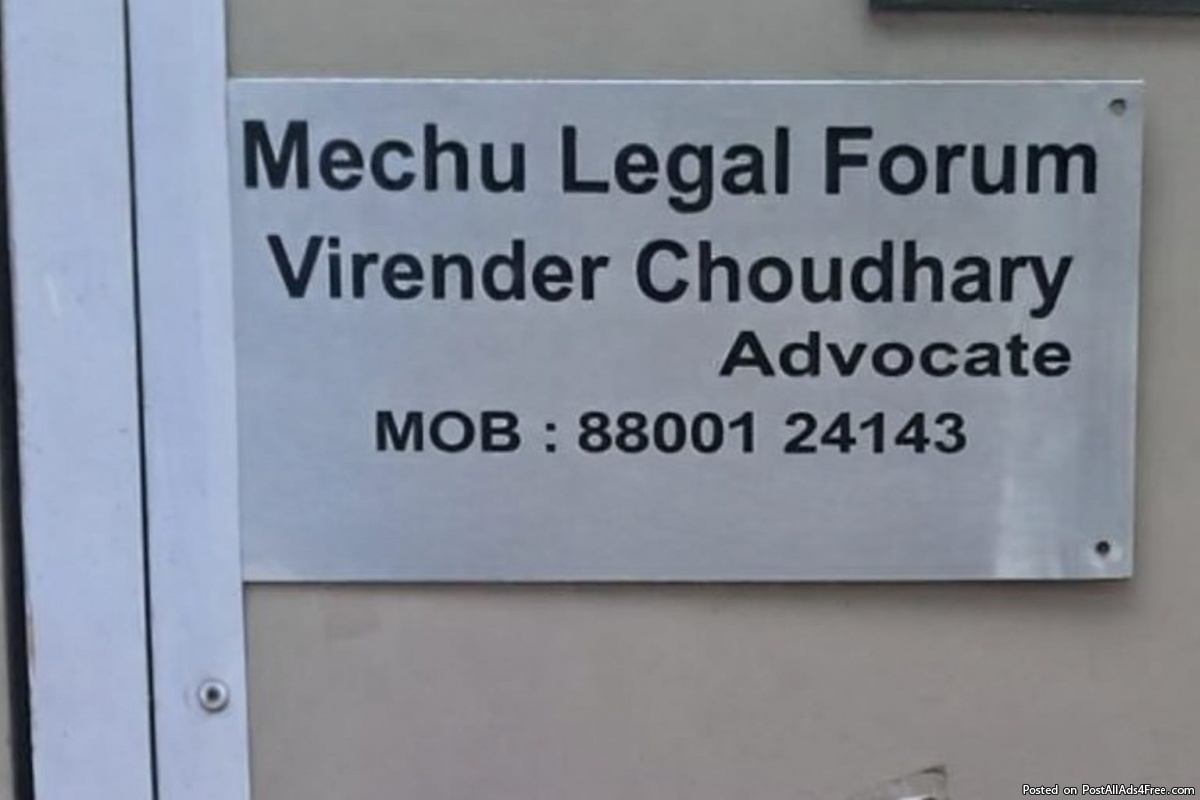 Mechu Legal Forum
Virender Choudhary
Advocate
MOB : 88001 24143
Posted on PostAllAds4Free.com